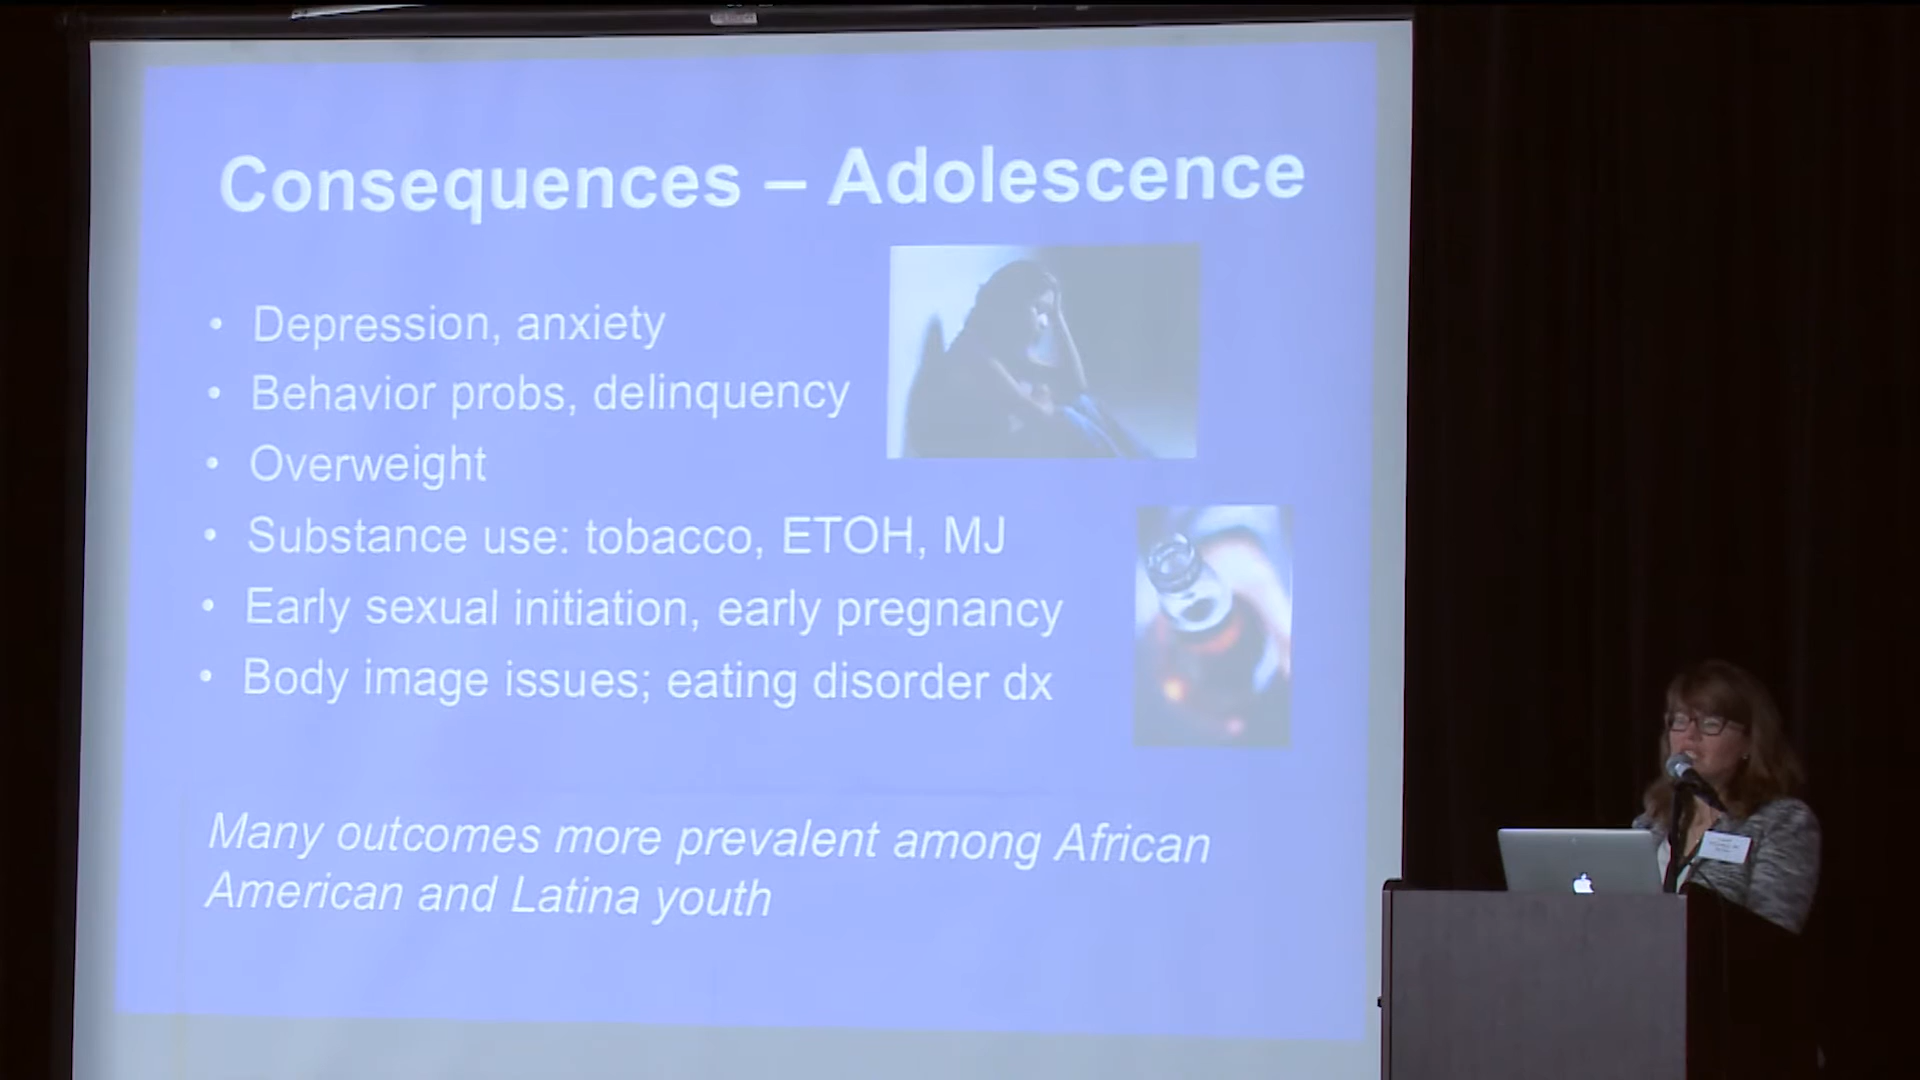 Consequences – Adolescence
• Depression, anxiety
• Behavior probs, delinquency
• Overweight
• Substance use: tobacco, ETOH, MJ
• Early sexual initiation, early pregnancy
• Body image issues; eating disorder dx
Many outcomes more prevalent among African
American and Latina youth